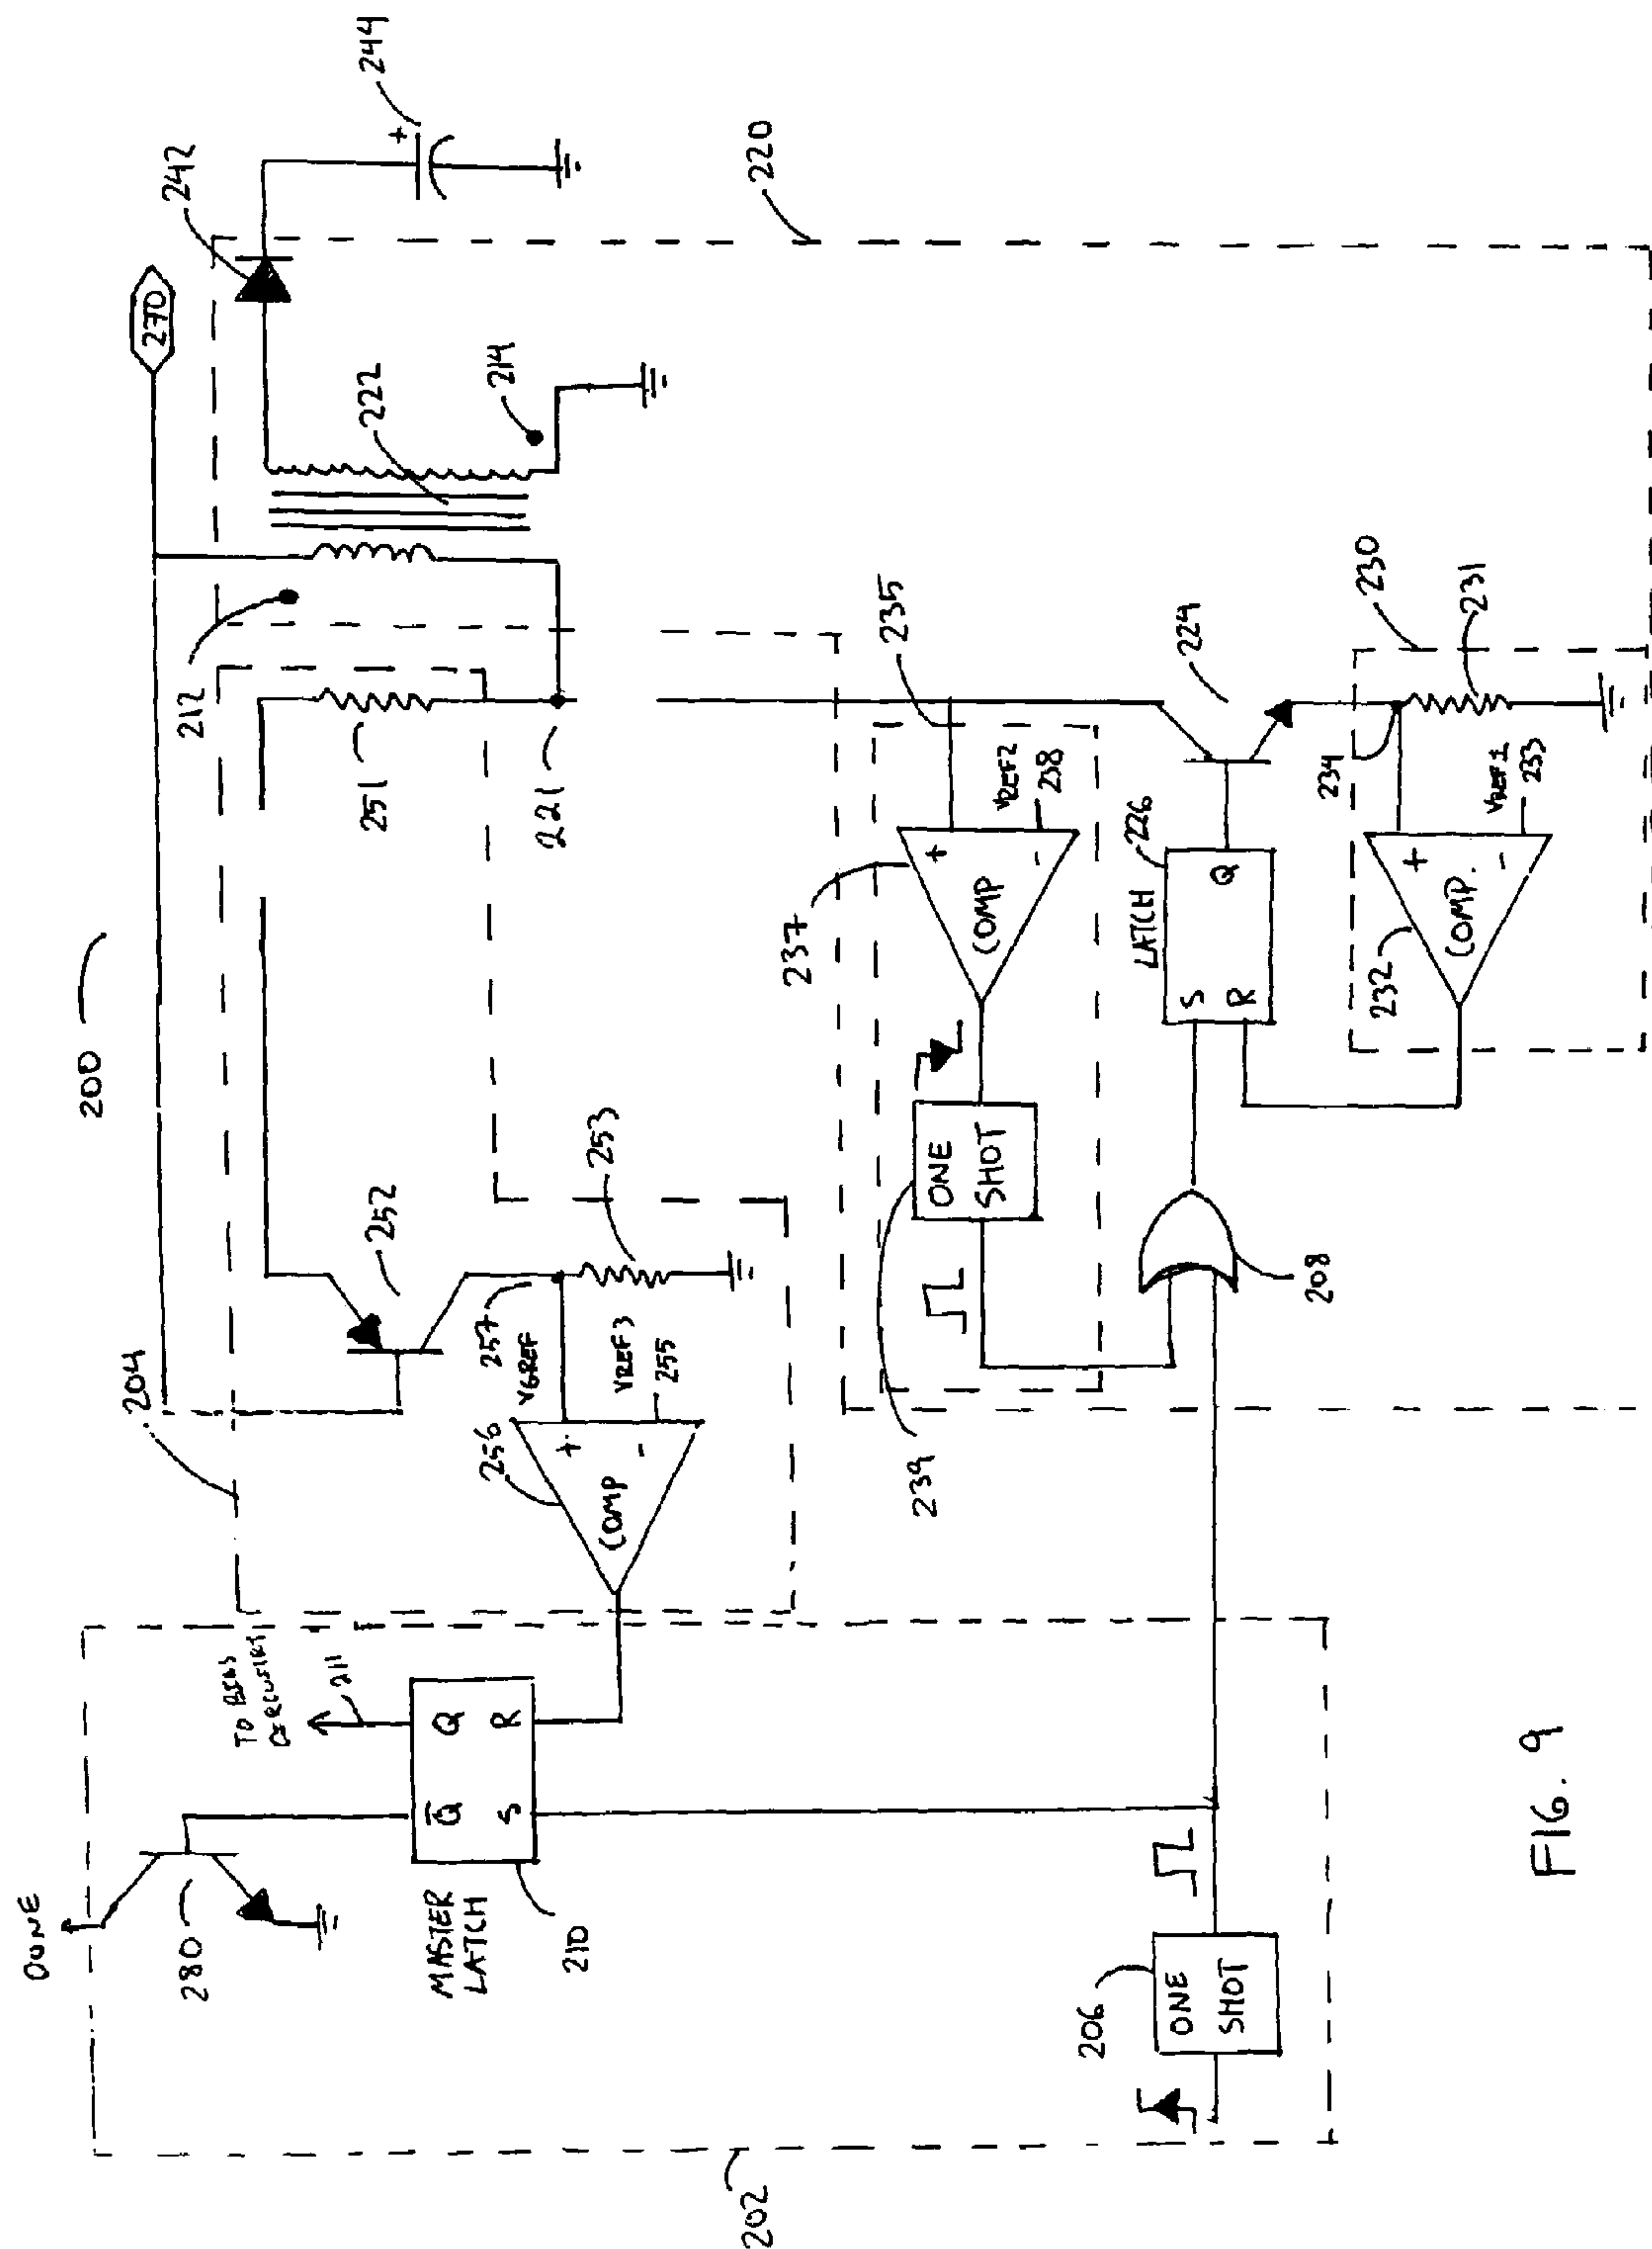 DONE
200
204
270
242
212
280
TO BIAS
CIRCUITRY
211
244
252
251
222
MASTER
LATCH
Q̄ Q
S R
210
257
VGREF
256
+
-
COMP
VREF3
255
253
221
214
202
220
237
235
239
ONE
SHOT
+
-
COMP
VREF2
238
206
ONE
SHOT
208
LATCH
226
S
R
Q
224
234
230
232
+
-
COMP.
VREF1
233
231
FIG. 9